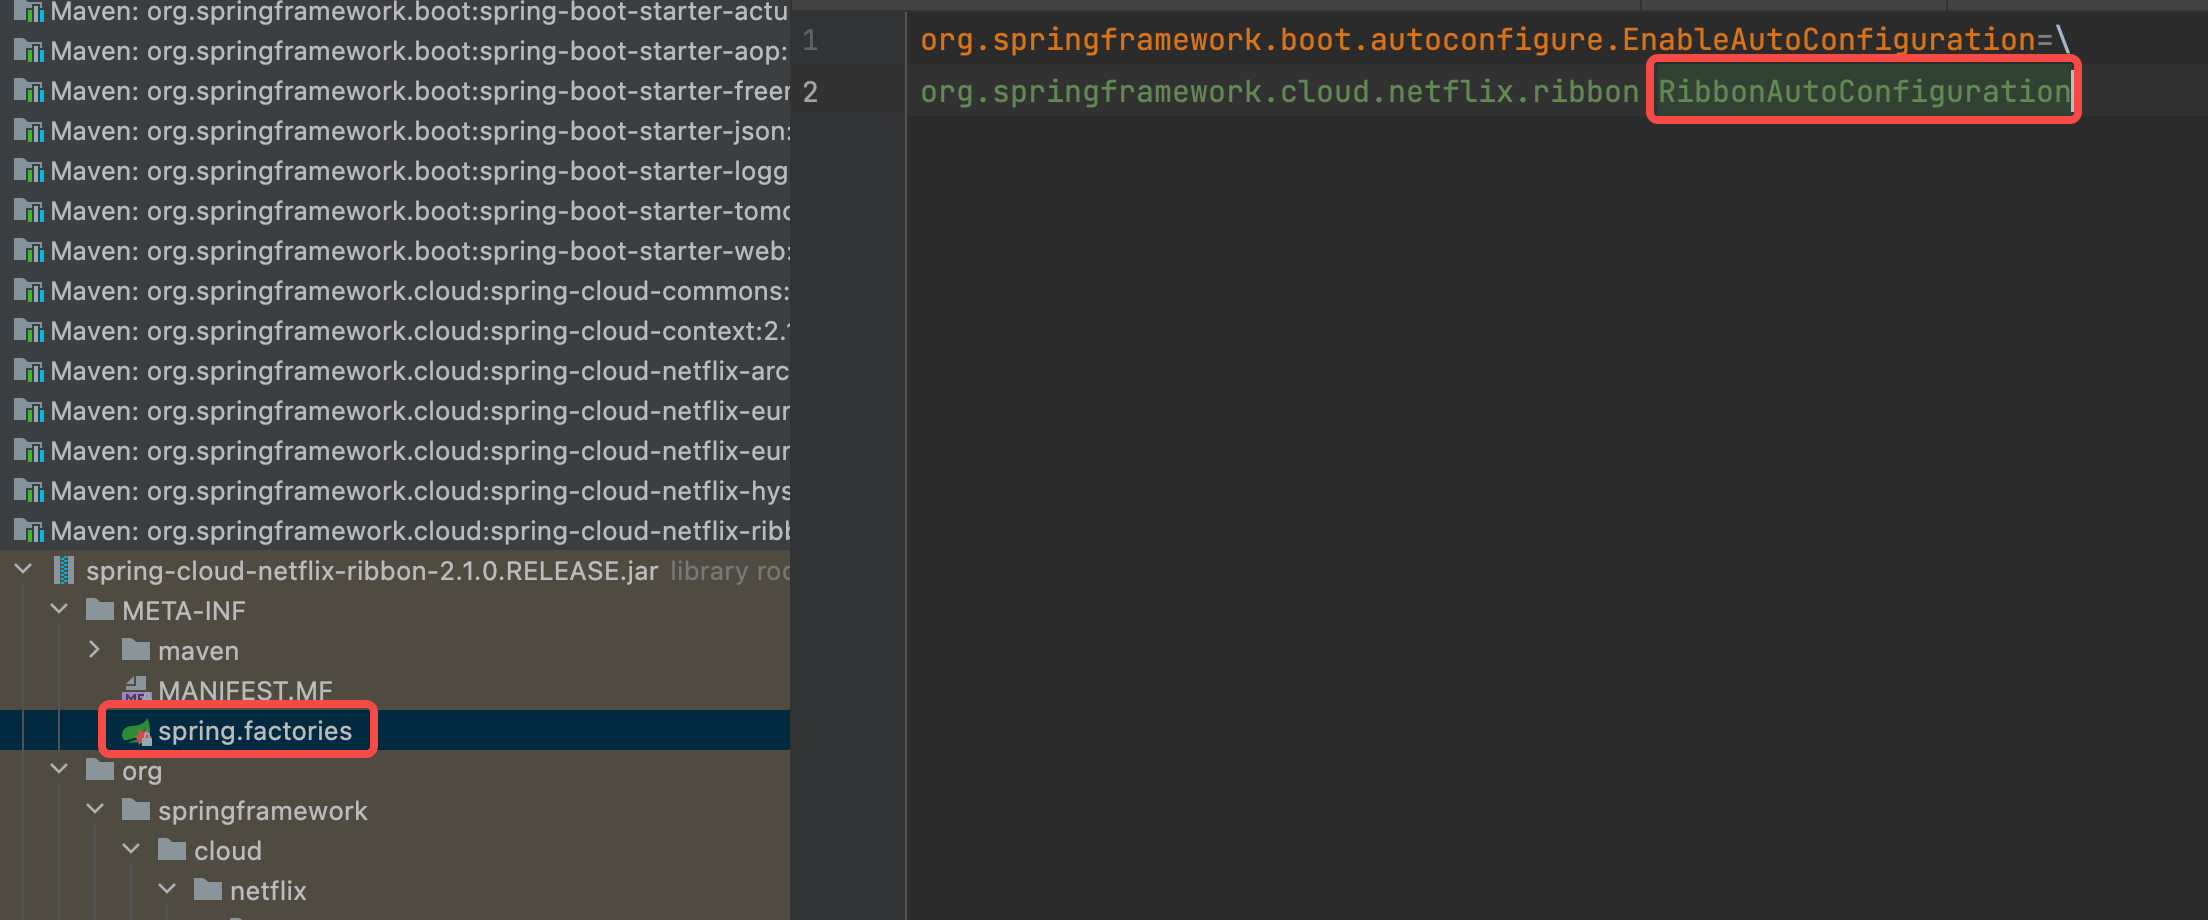 Maven: org.springframework.boot:spring-boot-starter-actu
Maven: org.springframework.boot:spring-boot-starter-aop:
Maven: org.springframework.boot:spring-boot-starter-freer
Maven: org.springframework.boot:spring-boot-starter-json:
Maven: org.springframework.boot:spring-boot-starter-logg
Maven: org.springframework.boot:spring-boot-starter-tomc
Maven: org.springframework.boot:spring-boot-starter-web:
Maven: org.springframework.cloud:spring-cloud-commons:
Maven: org.springframework.cloud:spring-cloud-context:2.1
Maven: org.springframework.cloud:spring-cloud-netflix-arc
Maven: org.springframework.cloud:spring-cloud-netflix-eur
Maven: org.springframework.cloud:spring-cloud-netflix-eur
Maven: org.springframework.cloud:spring-cloud-netflix-hys
Maven: org.springframework.cloud:spring-cloud-netflix-ribb
spring-cloud-netflix-ribbon-2.1.0.RELEASE.jar library roo
META-INF
maven
MANIFEST.MF
spring.factories
org
springframework
cloud
netflix
1 org.springframework.boot.autoconfigure.EnableAutoConfiguration=\
2 org.springframework.cloud.netflix.ribbon RibbonAutoConfiguration